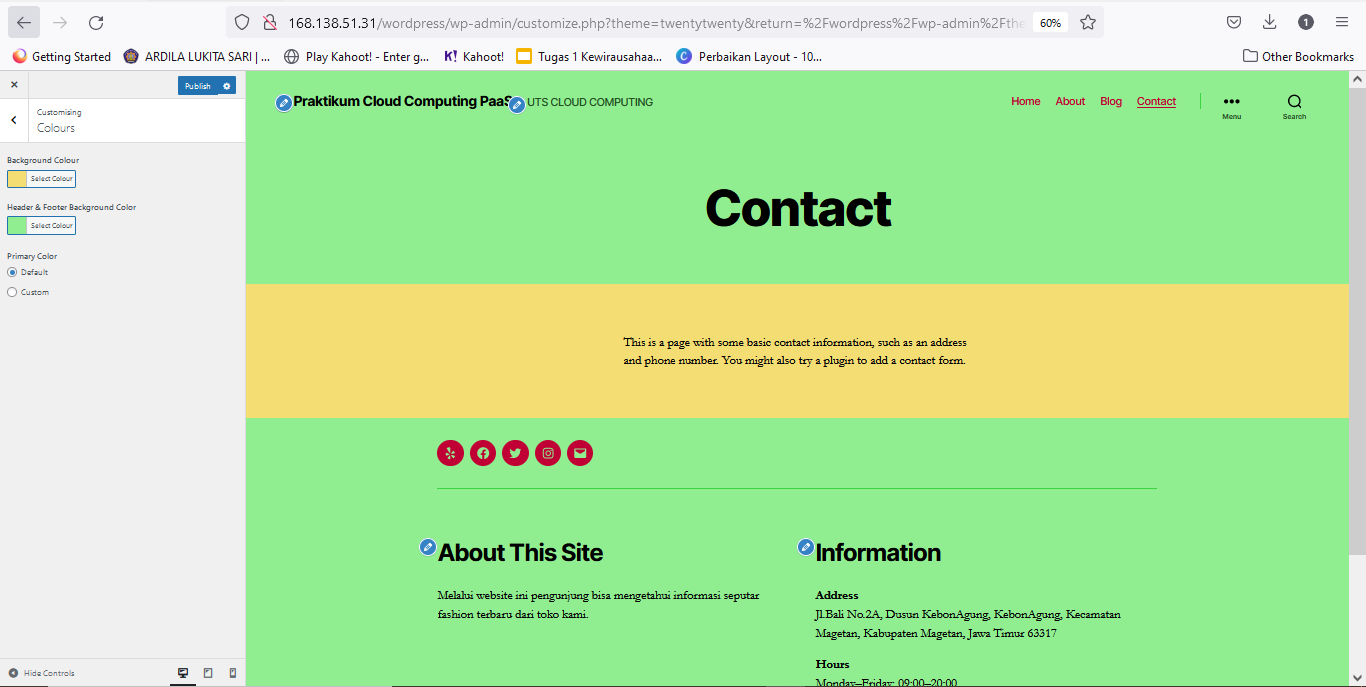 168.138.51.31/wordpress/wp-admin/customize.php?theme=twentytwenty&return=%2Fwordpress%2Fwp-admin%2Fthe
60%
1
Getting Started
ARDILA LUKITA SARI | ...
Play Kahoot! - Enter g...
K!
Kahoot!
Tugas 1 Kewirausahaa...
C
Perbaikan Layout - 10...
Other Bookmarks
Publish
Customising
Colours
Background Colour
Select Colour
Header & Footer Background Color
Select Colour
Primary Color
Default
Custom
Hide Controls
Praktikum Cloud Computing PaaS
UTS CLOUD COMPUTING
Home
About
Blog
Contact
Menu
Search
Contact
This is a page with some basic contact information, such as an address
and phone number. You might also try a plugin to add a contact form.
About This Site
Melalui website ini pengunjung bisa mengetahui informasi seputar
fashion terbaru dari toko kami.
Information
Address
Jl.Bali No.2A, Dusun KebonAgung, KebonAgung, Kecamatan
Magetan, Kabupaten Magetan, Jawa Timur 63317
Hours
Monday–Friday: 09:00–20:00